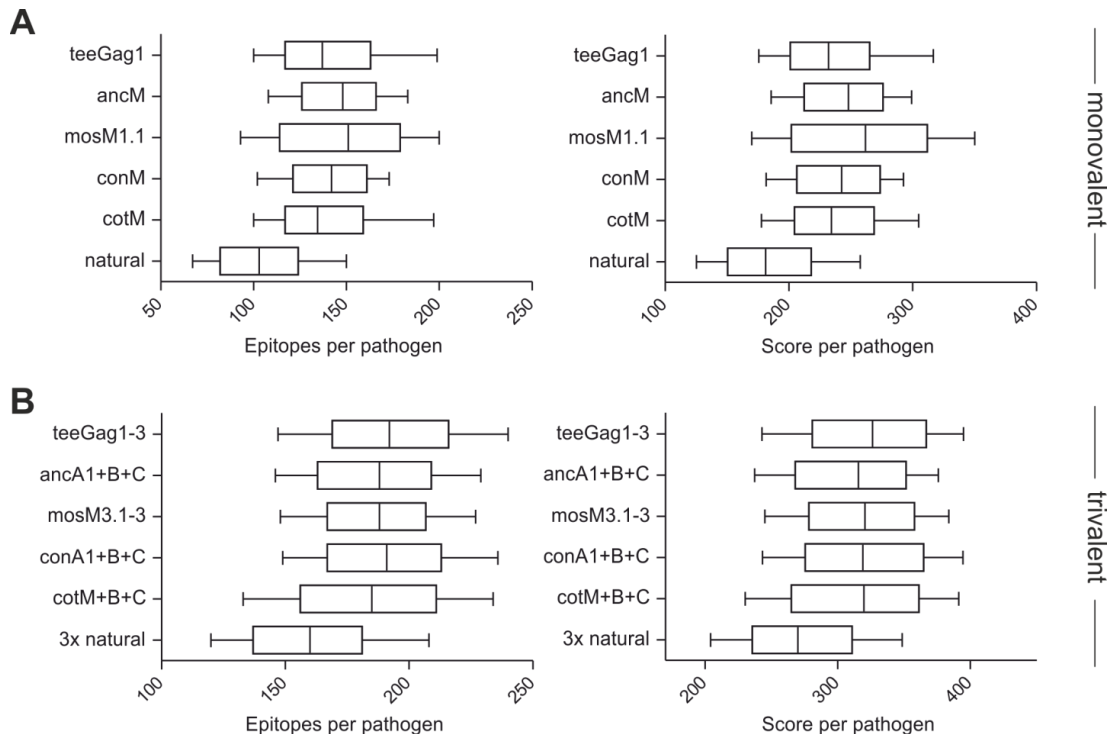 A
teeGag1
ancM
mosM1.1
conM
cotM
natural
50
100
150
200
250
Epitopes per pathogen
teeGag1
ancM
mosM1.1
conM
cotM
natural
100
200
300
400
Score per pathogen
monovalent
B
teeGag1-3
ancA1+B+C
mosM3.1-3
conA1+B+C
cotM+B+C
3x natural
100
150
200
250
Epitopes per pathogen
teeGag1-3
ancA1+B+C
mosM3.1-3
conA1+B+C
cotM+B+C
3x natural
200
300
400
Score per pathogen
trivalent